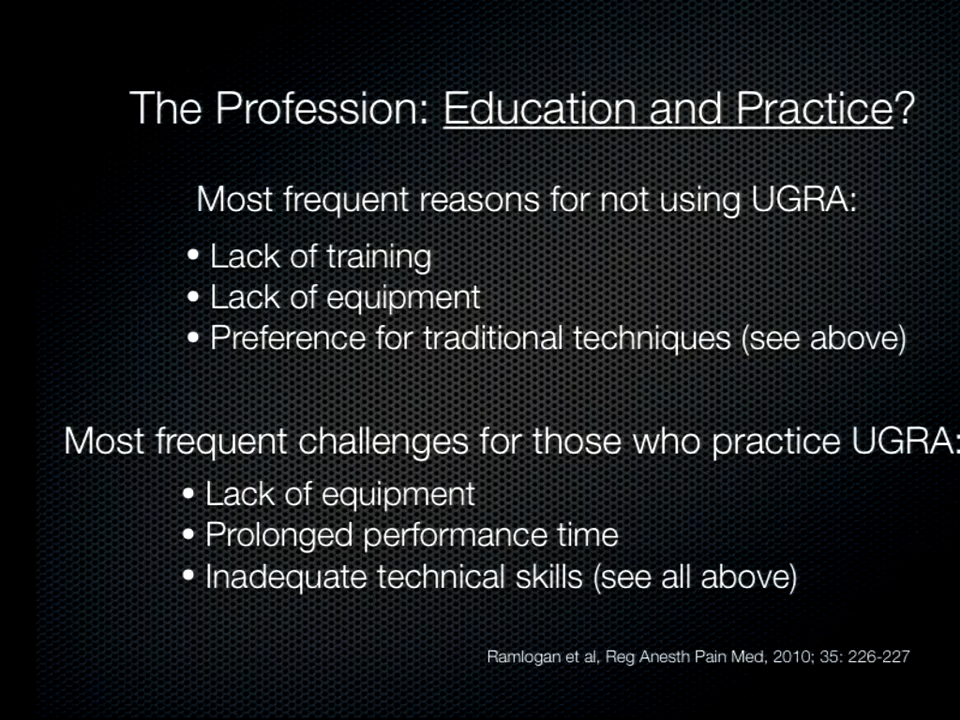 The Profession: Education and Practice?
Most frequent reasons for not using UGRA:
• Lack of training
• Lack of equipment
• Preference for traditional techniques (see above)
Most frequent challenges for those who practice UGRA:
• Lack of equipment
• Prolonged performance time
• Inadequate technical skills (see all above)
Ramlogan et al, Reg Anesth Pain Med, 2010; 35: 226-227